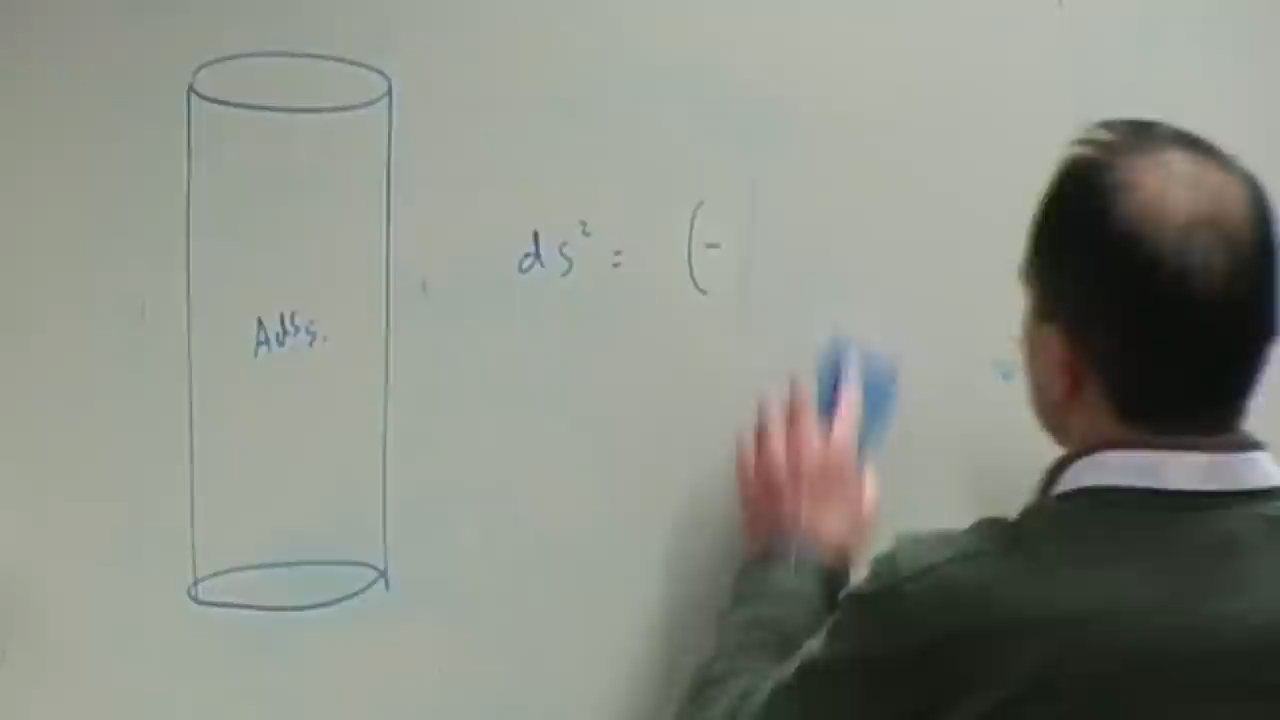 ds² = (-
AdS₅.